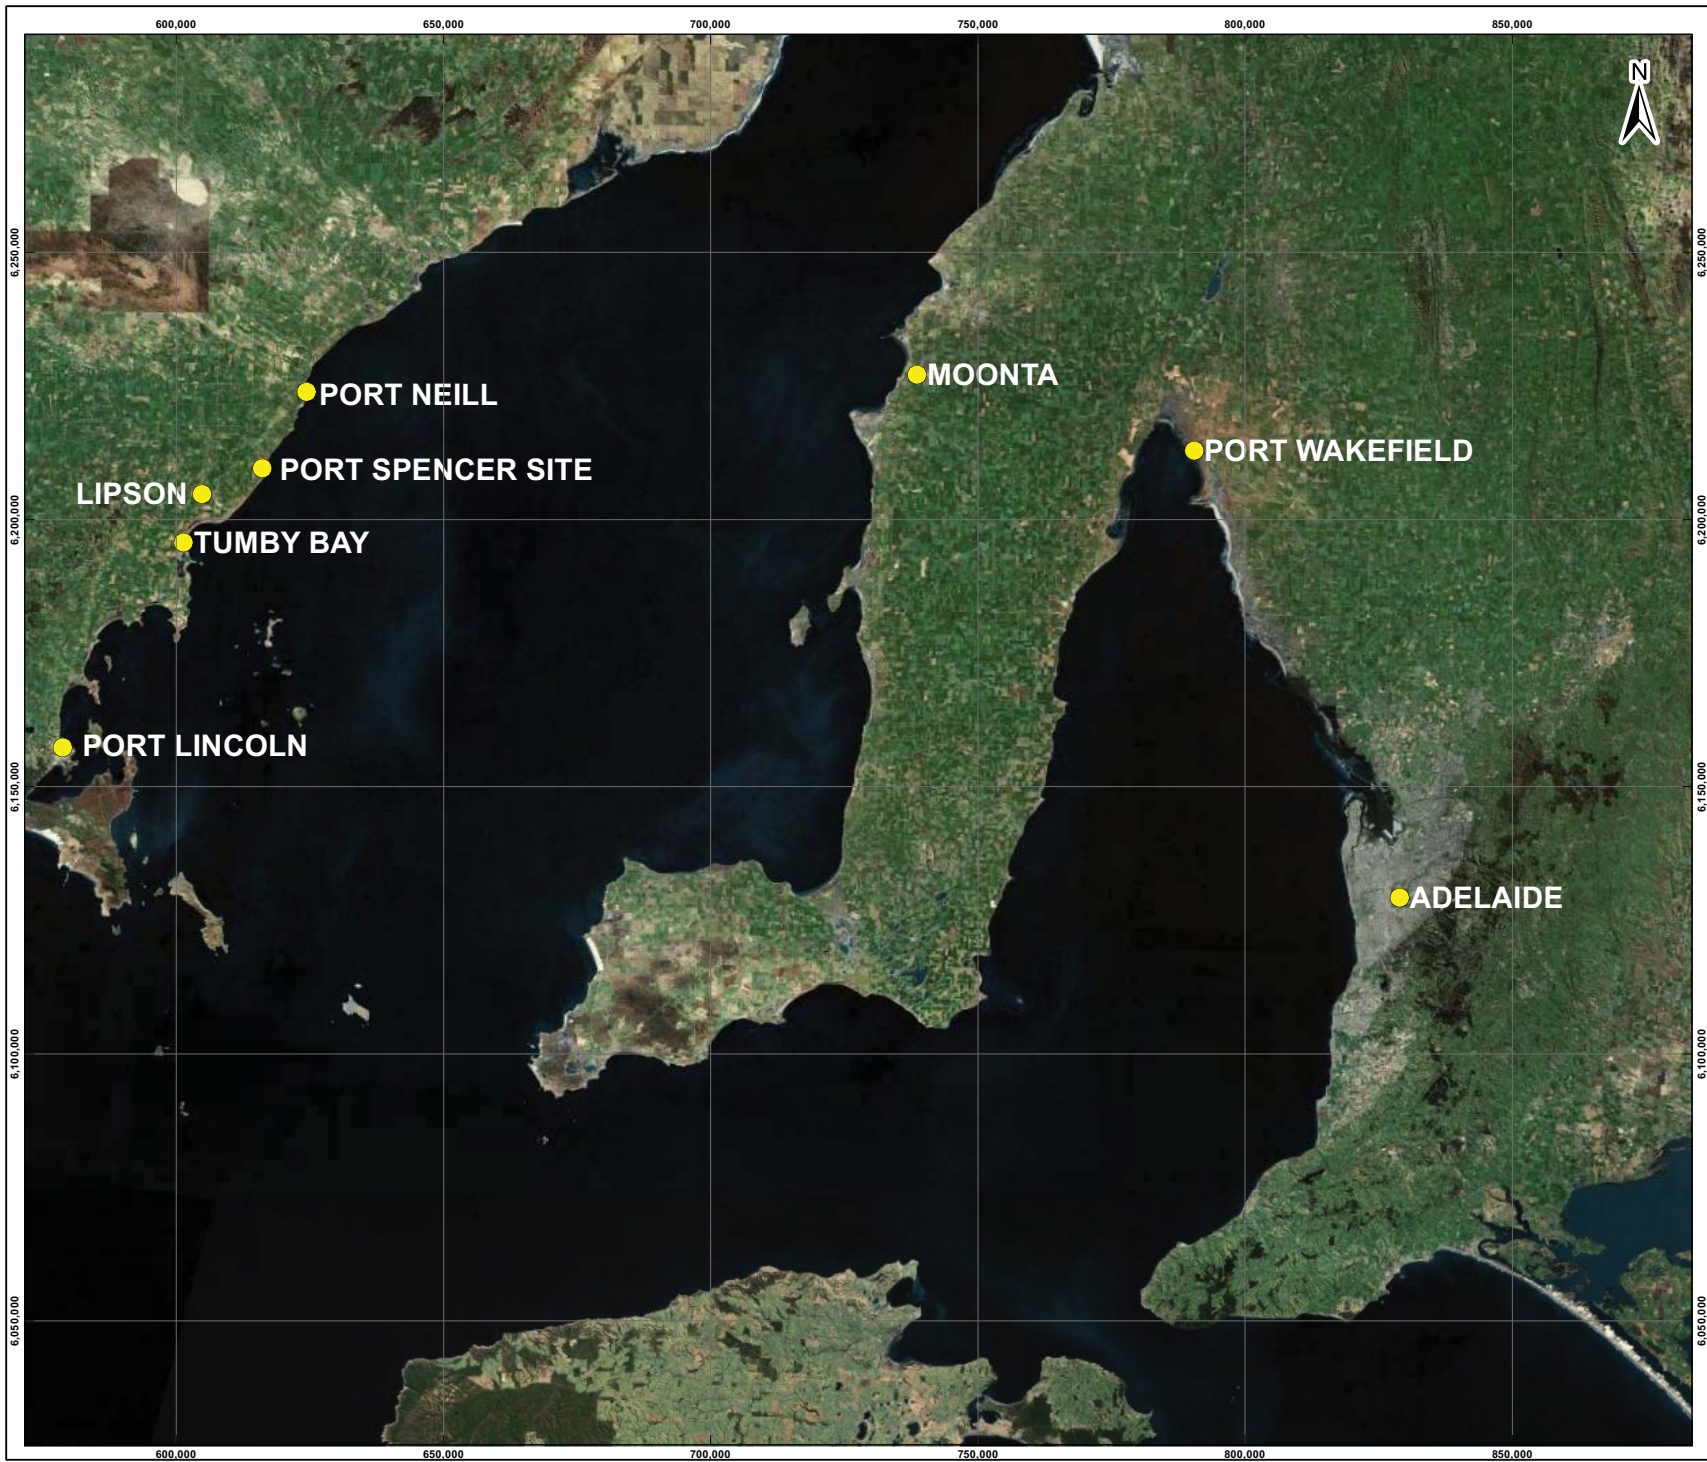 600,000 650,000 700,000 750,000 800,000 850,000
N
6,250,000 6,250,000
MOONTA
PORT NEILL
PORT WAKEFIELD
PORT SPENCER SITE
LIPSON
6,200,000 6,200,000
TUMBY BAY
PORT LINCOLN
6,150,000 6,150,000
ADELAIDE
6,100,000 6,100,000
6,050,000 6,050,000
600,000 650,000 700,000 750,000 800,000 850,000